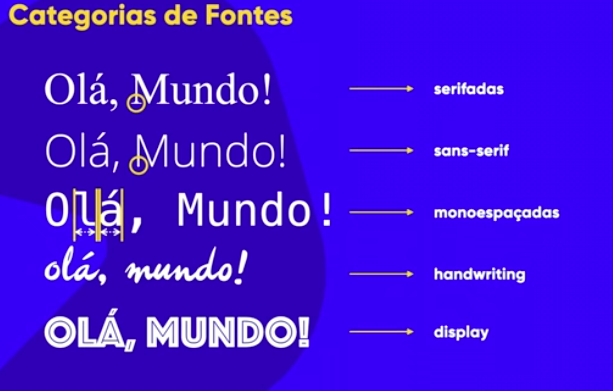 Categorias de Fontes
Olá, Mundo! serifadas
Olá, Mundo! sans-serif
Olá, Mundo! monoespaçadas
olá, mundo! handwriting
OLÁ, MUNDO! display